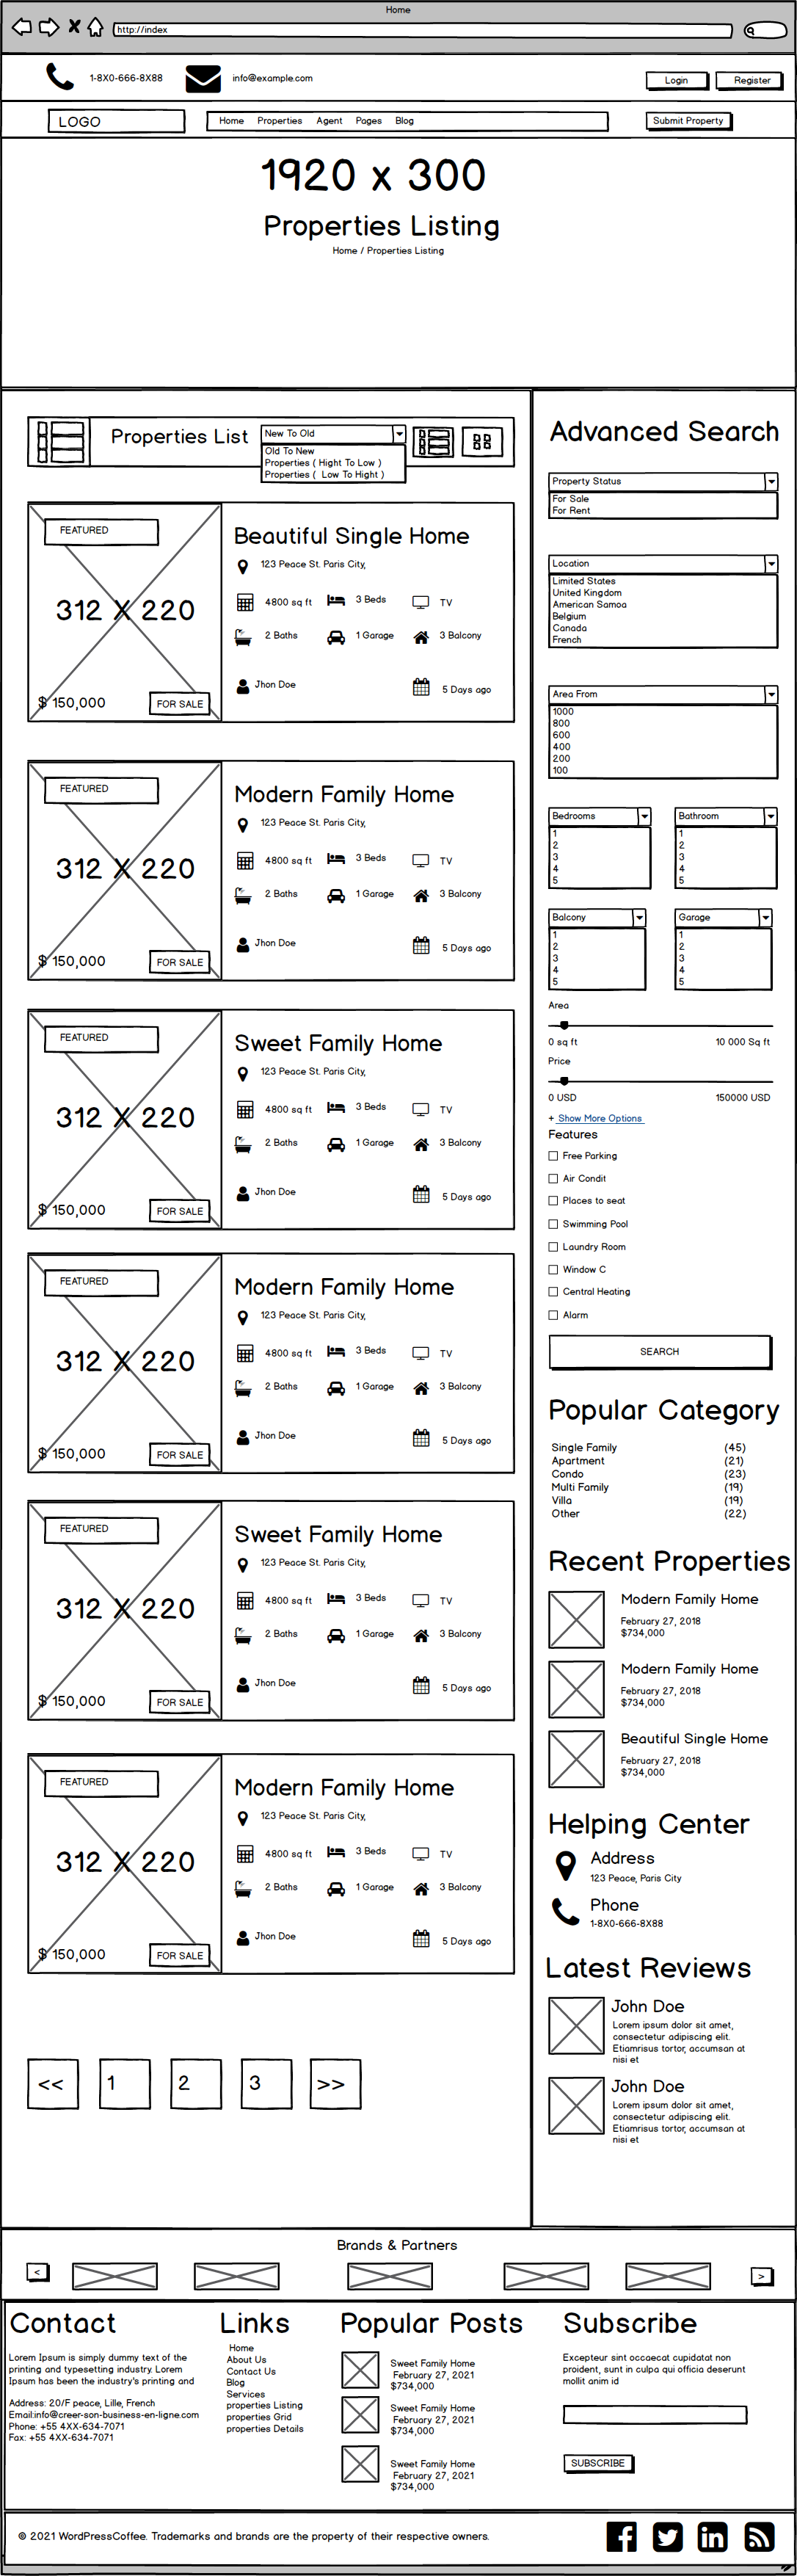 Home
http://index
1-8X0-666-8X88
info@example.com
Login
Register
LOGO
Home Properties Agent Pages Blog
Submit Property
1920 x 300
Properties Listing
Home / Properties Listing
Properties List
New To Old
Old To New
Properties ( Hight To Low )
Properties ( Low To Hight )
FEATURED
312 X 220
$ 150,000
FOR SALE
Beautiful Single Home
123 Peace St. Paris City,
4800 sq ft 3 Beds TV
2 Baths 1 Garage 3 Balcony
Jhon Doe
5 Days ago
FEATURED
312 X 220
$ 150,000
FOR SALE
Modern Family Home
123 Peace St. Paris City,
4800 sq ft 3 Beds TV
2 Baths 1 Garage 3 Balcony
Jhon Doe
5 Days ago
FEATURED
312 X 220
$ 150,000
FOR SALE
Sweet Family Home
123 Peace St. Paris City,
4800 sq ft 3 Beds TV
2 Baths 1 Garage 3 Balcony
Jhon Doe
5 Days ago
FEATURED
312 X 220
$ 150,000
FOR SALE
Modern Family Home
123 Peace St. Paris City,
4800 sq ft 3 Beds TV
2 Baths 1 Garage 3 Balcony
Jhon Doe
5 Days ago
FEATURED
312 X 220
$ 150,000
FOR SALE
Sweet Family Home
123 Peace St. Paris City,
4800 sq ft 3 Beds TV
2 Baths 1 Garage 3 Balcony
Jhon Doe
5 Days ago
FEATURED
312 X 220
$ 150,000
FOR SALE
Modern Family Home
123 Peace St. Paris City,
4800 sq ft 3 Beds TV
2 Baths 1 Garage 3 Balcony
Jhon Doe
5 Days ago
<< 1 2 3 >>
Advanced Search
Property Status
For Sale
For Rent
Location
Limited States
United Kingdom
American Samoa
Belgium
Canada
French
Area From
1000
800
600
400
200
100
Bedrooms
1
2
3
4
5
Bathroom
1
2
3
4
5
Balcony
1
2
3
4
5
Garage
1
2
3
4
5
Area
0 sq ft 10 000 Sq ft
Price
0 USD 150000 USD
+ Show More Options
Features
Free Parking
Air Condit
Places to seat
Swimming Pool
Laundry Room
Window C
Central Heating
Alarm
SEARCH
Popular Category
Single Family (45)
Apartment (21)
Condo (23)
Multi Family (19)
Villa (19)
Other (22)
Recent Properties
Modern Family Home
February 27, 2018
$734,000
Modern Family Home
February 27, 2018
$734,000
Beautiful Single Home
February 27, 2018
$734,000
Helping Center
Address
123 Peace, Paris City
Phone
1-8X0-666-8X88
Latest Reviews
John Doe
Lorem ipsum dolor sit amet,
consectetur adipiscing elit.
Etiamrisus tortor, accumsan at
nisi et
John Doe
Lorem ipsum dolor sit amet,
consectetur adipiscing elit.
Etiamrisus tortor, accumsan at
nisi et
Brands & Partners
< >
Contact
Lorem Ipsum is simply dummy text of the
printing and typesetting industry. Lorem
Ipsum has been the industry's printing and
Address: 20/F peace, Lille, French
Email:info@creer-son-business-en-ligne.com
Phone: +55 4XX-634-7071
Fax: +55 4XX-634-7071
Links
Home
About Us
Contact Us
Blog
Services
properties Listing
properties Grid
properties Details
Popular Posts
Sweet Family Home
February 27, 2021
$734,000
Sweet Family Home
February 27, 2021
$734,000
Sweet Family Home
February 27, 2021
$734,000
Subscribe
Excepteur sint occaecat cupidatat non
proident, sunt in culpa qui officia deserunt
mollit anim id
SUBSCRIBE
© 2021 WordPressCoffee. Trademarks and brands are the property of their respective owners.